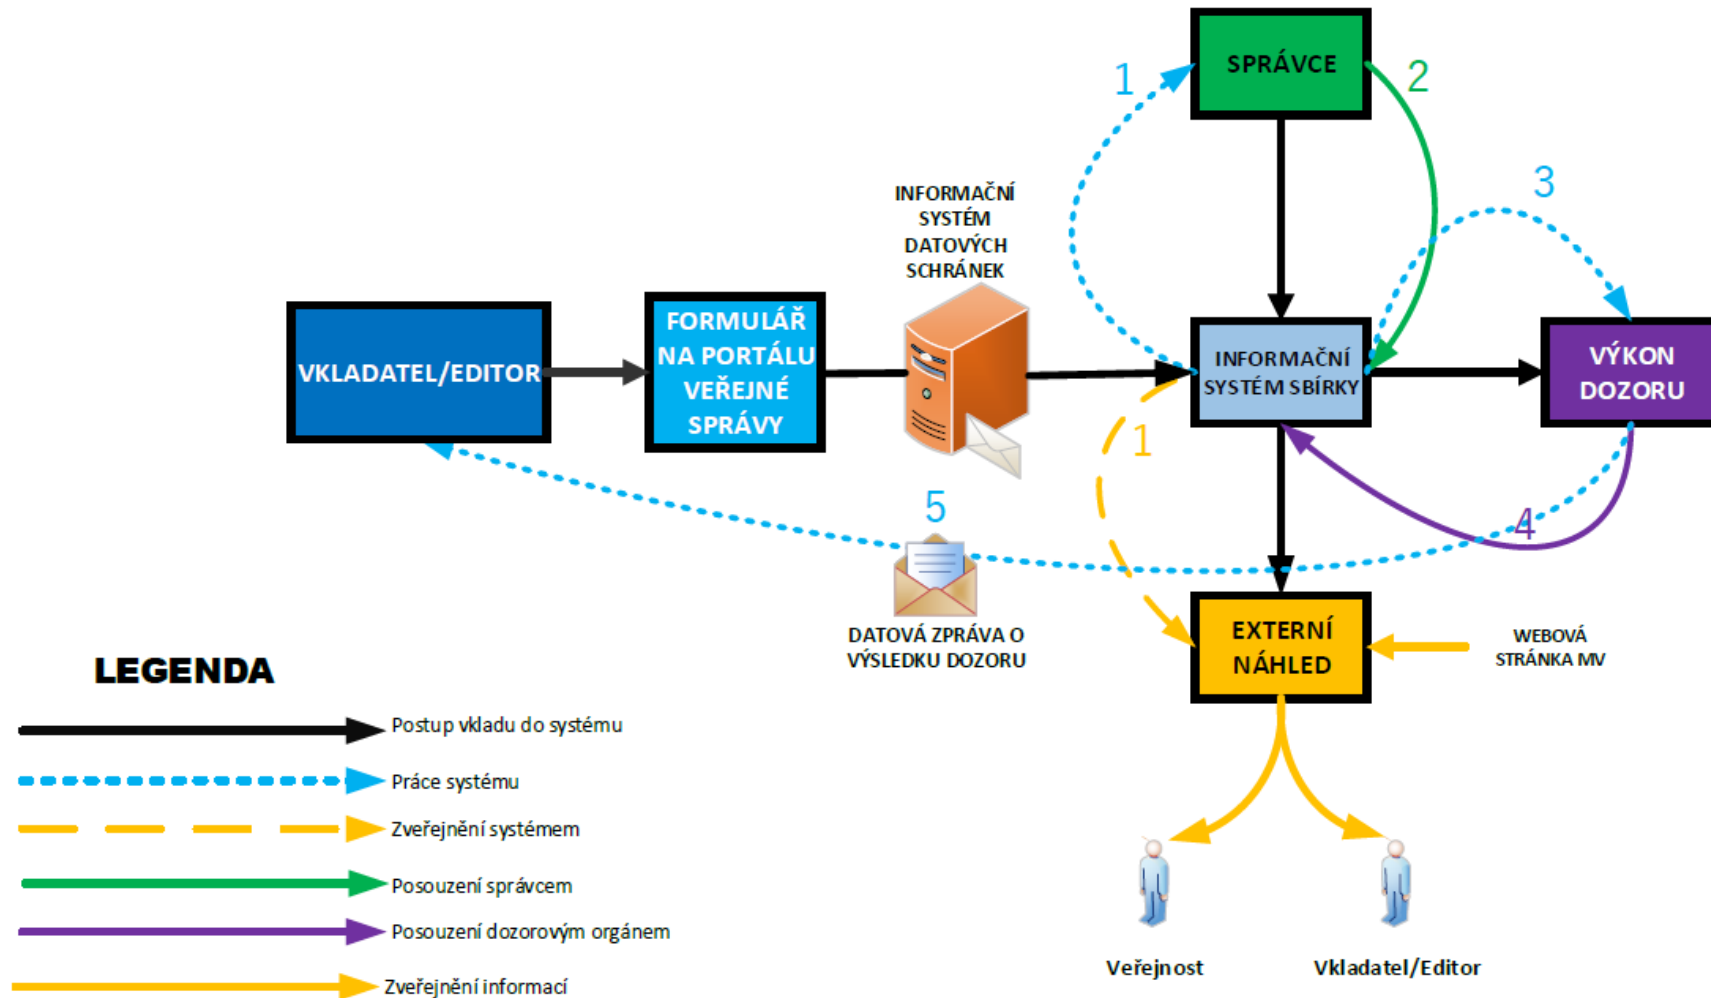 SPRÁVCE
1
2
3
INFORMAČNÍ
SYSTÉM
DATOVÝCH
SCHRÁNEK
VKLADATEL/EDITOR
FORMULÁŘ
NA PORTÁLU
VEŘEJNÉ
SPRÁVY
INFORMAČNÍ
SYSTÉM SBÍRKY
VÝKON
DOZORU
1
5
4
DATOVÁ ZPRÁVA O
VÝSLEDKU DOZORU
EXTERNÍ
NÁHLED
WEBOVÁ
STRÁNKA MV
LEGENDA
Postup vkladu do systému
Práce systému
Zveřejnění systémem
Posouzení správcem
Posouzení dozorovým orgánem
Zveřejnění informací
Veřejnost
Vkladatel/Editor